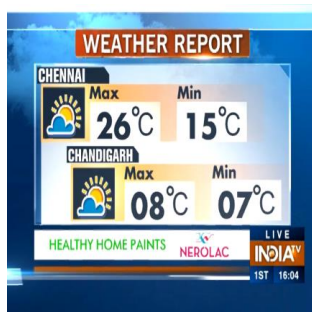 WEATHER REPORT
CHENNAI
Max Min
26°C 15°C
CHANDIGARH
Max Min
08°C 07°C
HEALTHY HOME PAINTS NEROLAC
LIVE
INDIA TV
1ST 16:04